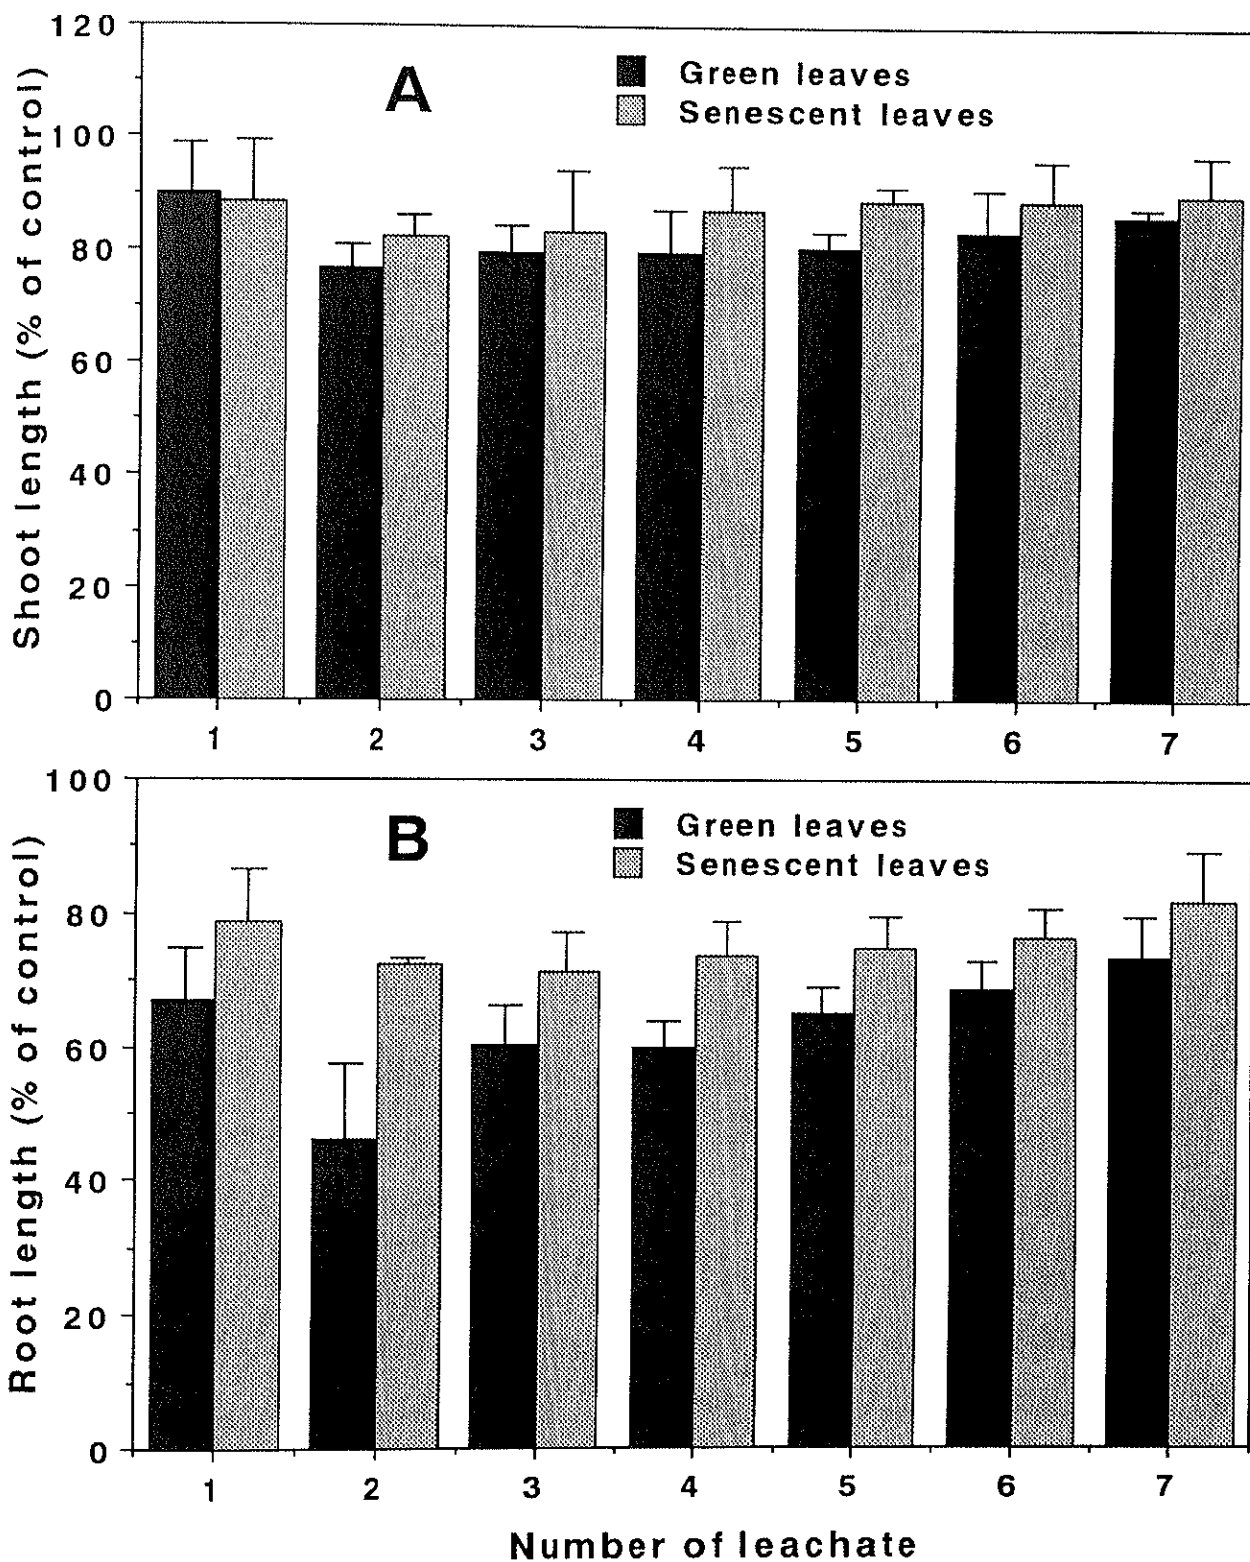 120
100
80
60
40
20
0
Shoot length (% of control)
A
Green leaves
Senescent leaves
1 2 3 4 5 6 7
100
80
60
40
20
0
Root length (% of control)
B
Green leaves
Senescent leaves
1 2 3 4 5 6 7
Number of leachate